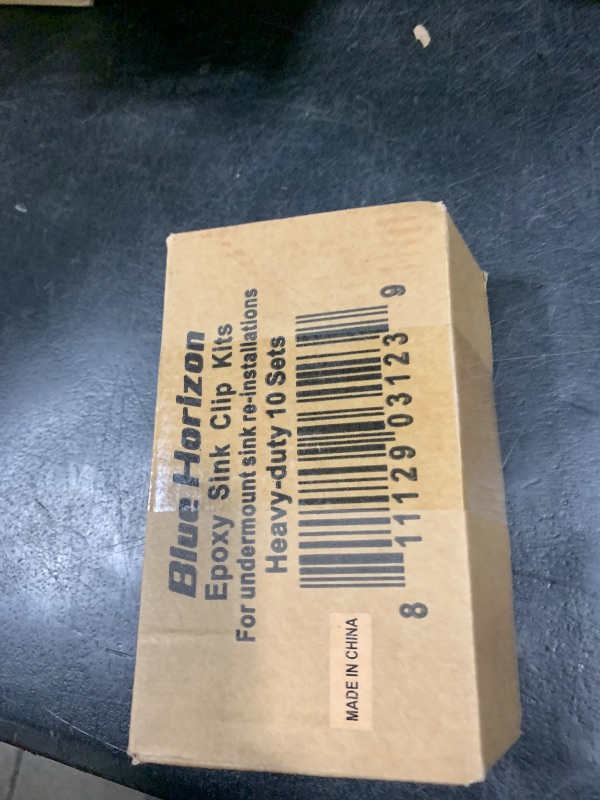 Blue Horizon
Epoxy Sink Clip Kits
For undermount sink re-installations
Heavy-duty 10 Sets
8 11129 03123 9
MADE IN CHINA